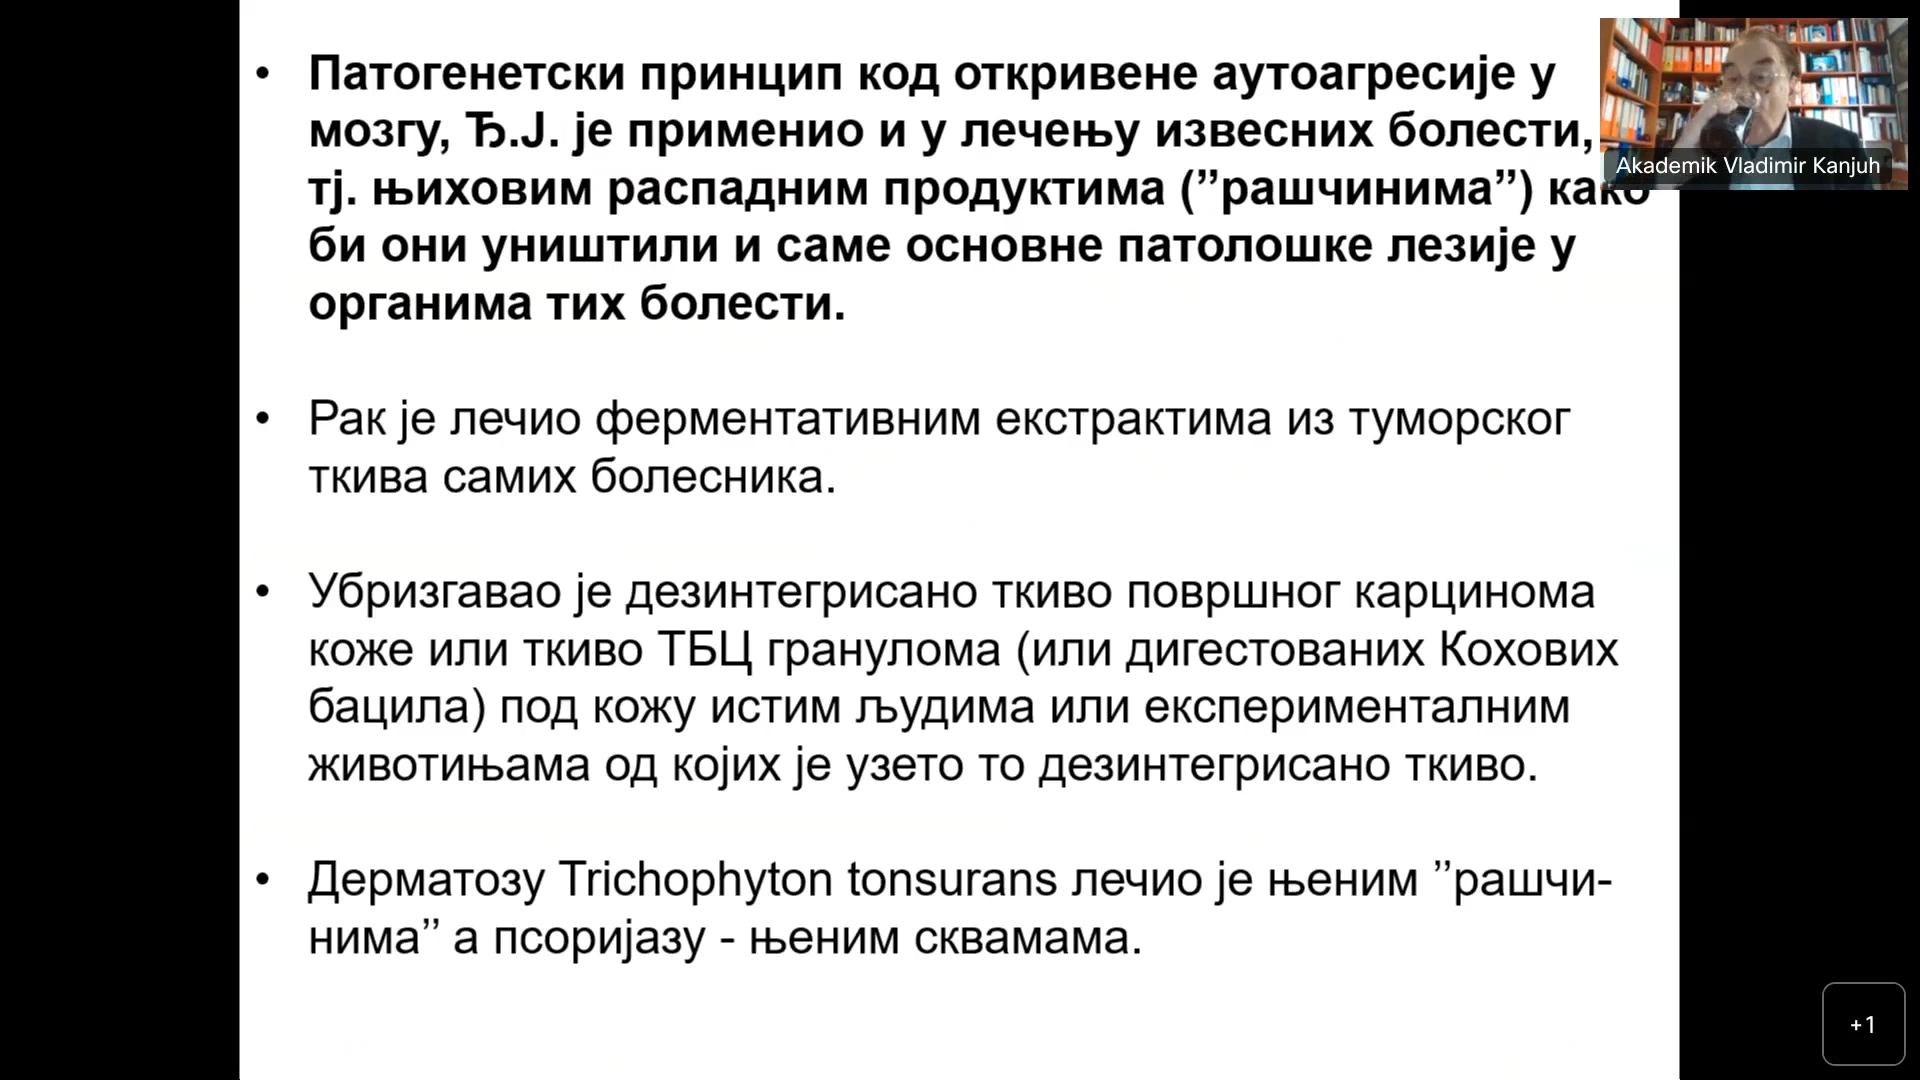 • Патогенетски принцип код откривене аутоагресије у
мозгу, Ђ.Ј. је применио и у лечењу извесних болести,
тј. њиховим распадним продуктима (”рашчинима”) како
би они уништили и саме основне патолошке лезије у
органима тих болести.
• Рак је лечио ферментативним екстрактима из туморског
ткива самих болесника.
• Убризгавао је дезинтегрисано ткиво површног карцинома
коже или ткиво ТБЦ гранулома (или дигестованих Кохових
бацила) под кожу истим људима или експерименталним
животињама од којих је узето то дезинтегрисано ткиво.
• Дерматозу Trichophyton tonsurans лечио је њеним ”рашчи-
нима” а псоријазу - њеним сквамама.
Akademik Vladimir Kanjuh
+1